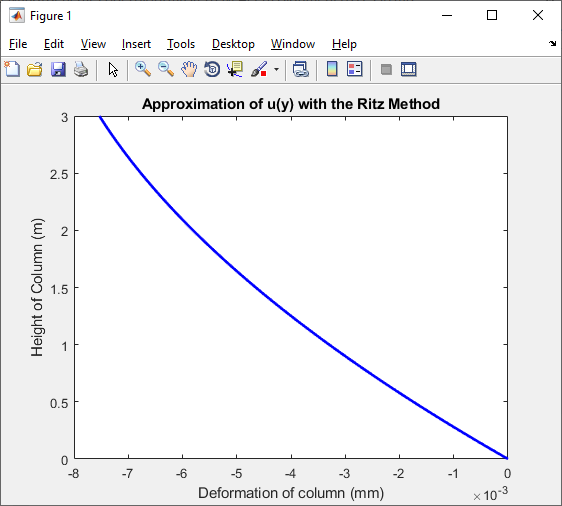 Figure 1
File Edit View Insert Tools Desktop Window Help
Approximation of u(y) with the Ritz Method
Height of Column (m)
3
2.5
2
1.5
1
0.5
0
-8 -7 -6 -5 -4 -3 -2 -1 0
Deformation of column (mm)
×10⁻³